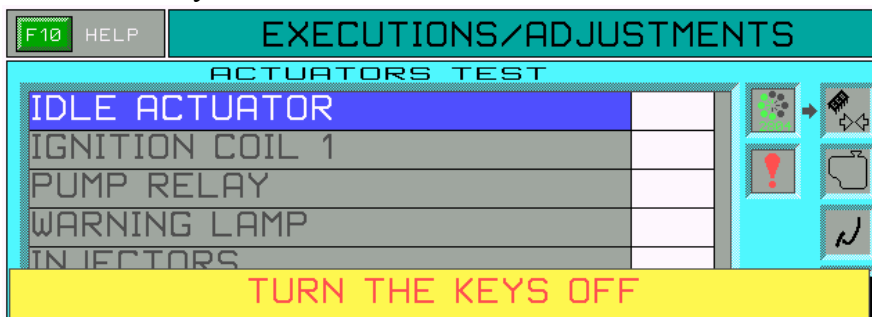 F10 HELP
EXECUTIONS/ADJUSTMENTS
ACTUATORS TEST
IDLE ACTUATOR
IGNITION COIL 1
PUMP RELAY
WARNING LAMP
INJECTORS
TURN THE KEYS OFF